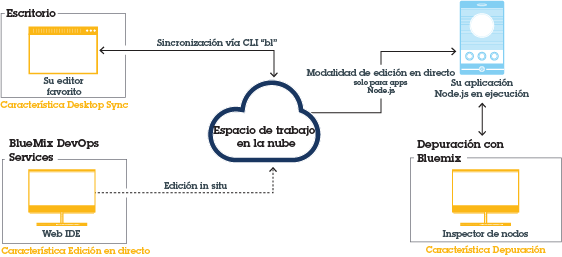 Escritorio
Su editor
favorito
Característica Desktop Sync
Sincronización vía CLI “bl”
BlueMix DevOps
Services
Web IDE
Característica Edición en directo
Edición in situ
Espacio de trabajo
en la nube
Modalidad de edición en directo
solo para apps
Node.js
Su aplicación
Node.js en ejecución
Depuración con
Bluemix
Inspector de nodos
Característica Depuración